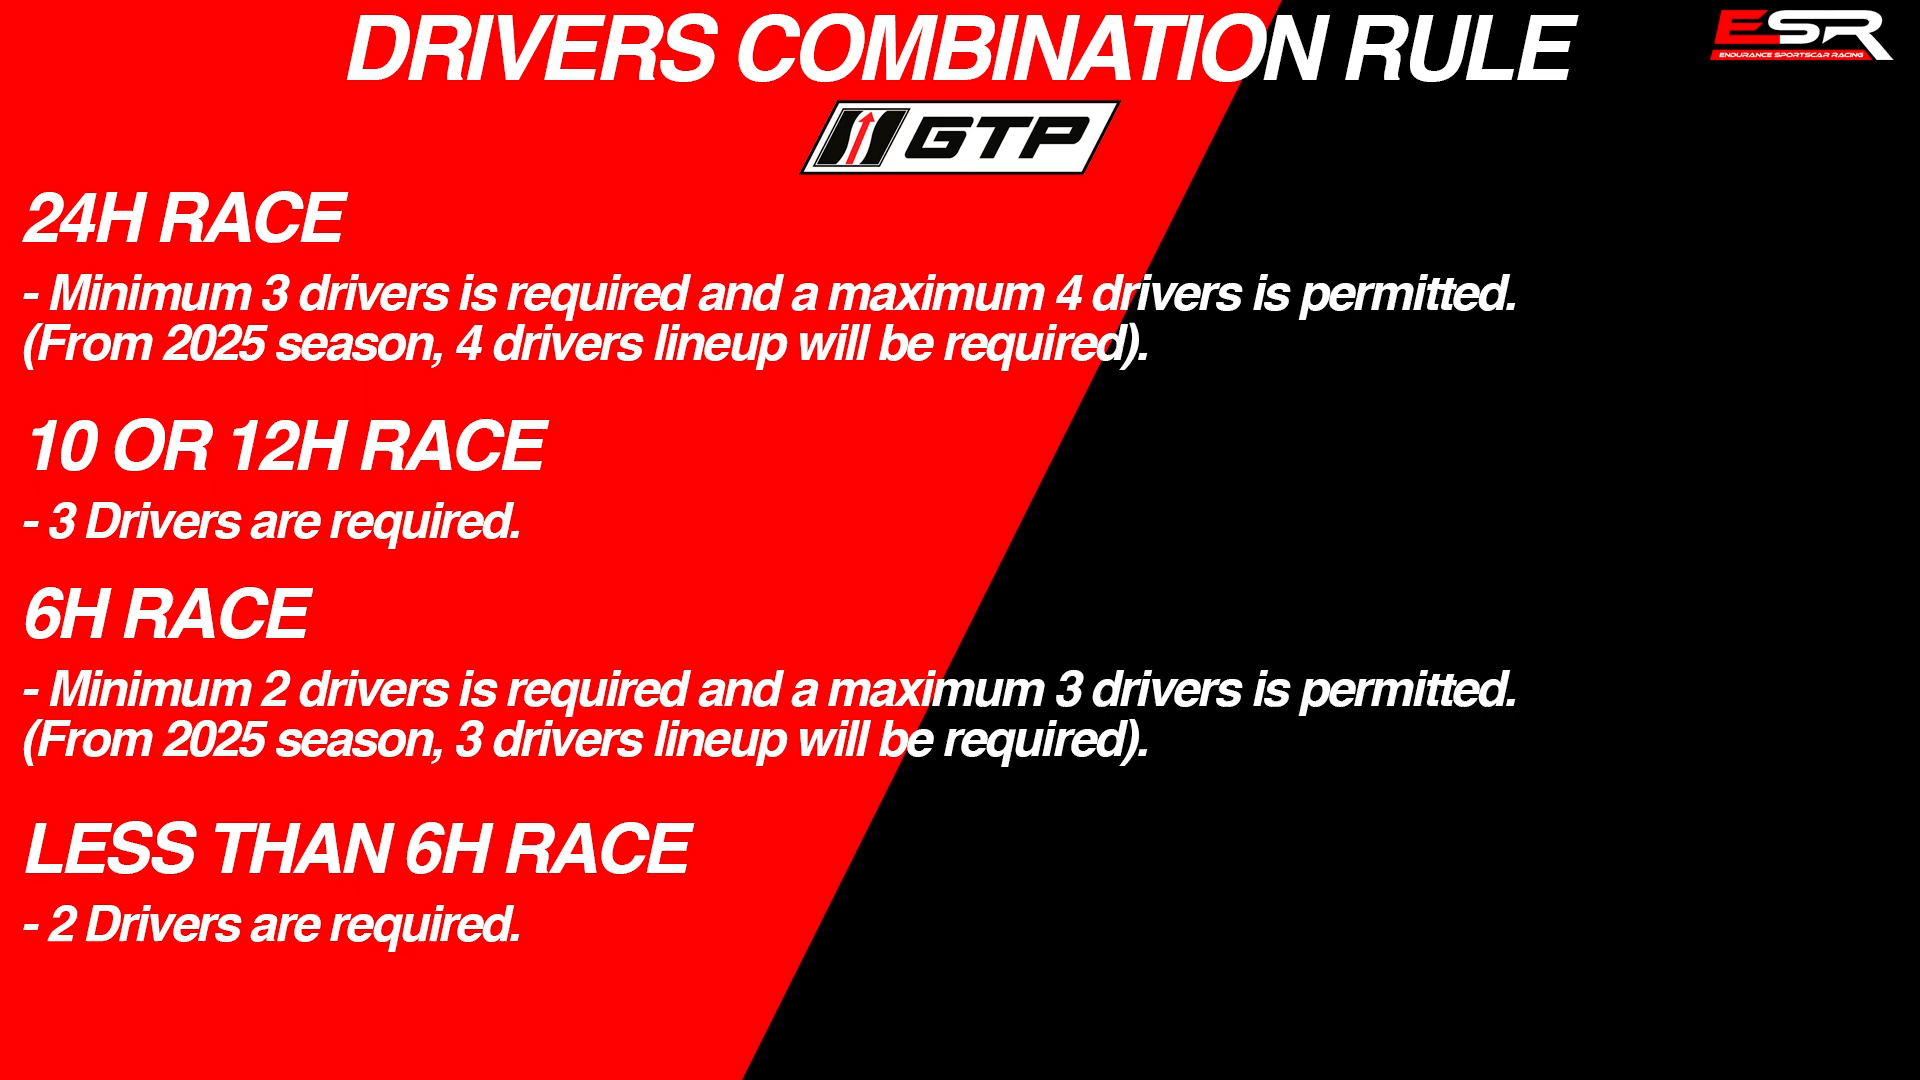 DRIVERS COMBINATION RULE
ESR
ENDURANCE SPORTSCAR RACING
GTP
24H RACE
- Minimum 3 drivers is required and a maximum 4 drivers is permitted.
(From 2025 season, 4 drivers lineup will be required).
10 OR 12H RACE
- 3 Drivers are required.
6H RACE
- Minimum 2 drivers is required and a maximum 3 drivers is permitted.
(From 2025 season, 3 drivers lineup will be required).
LESS THAN 6H RACE
- 2 Drivers are required.